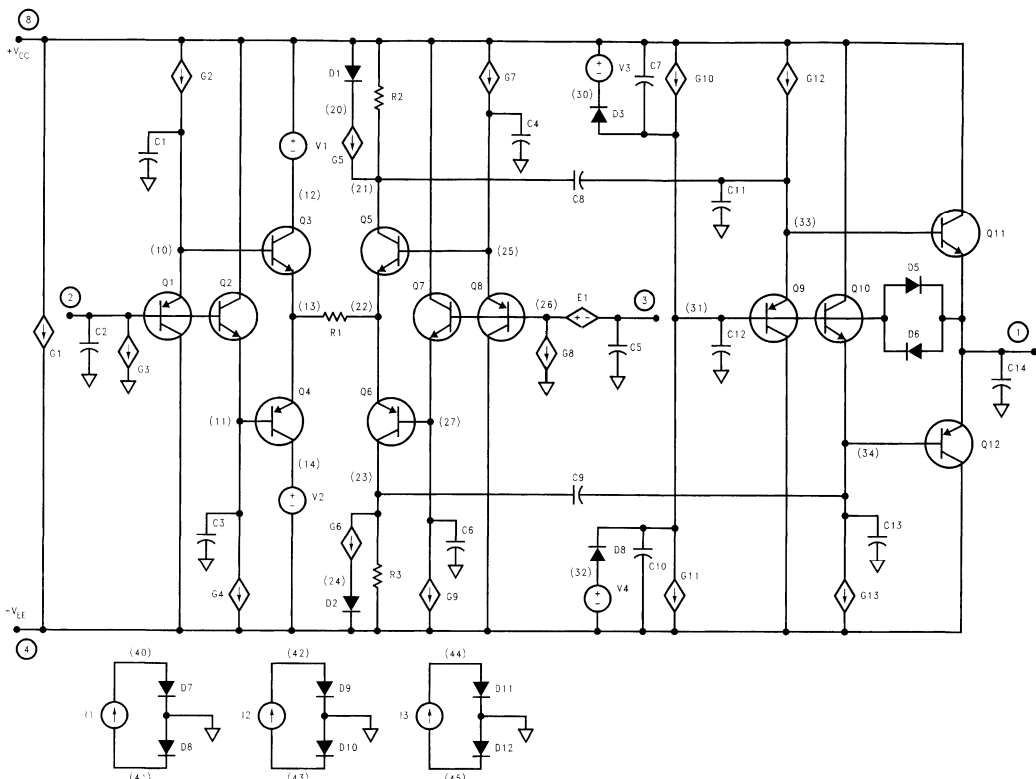 8
+VCC
G2
D1
G7
V3
C7
G10
G12
(20)
R2
(30)
D3
C1
C4
V1
G5
(12)
(21)
C8
C11
Q3
Q5
(33)
Q11
(10)
(25)
D5
2
Q1
Q2
(13)
(22)
Q7
Q8
(26)
E1
3
(31)
Q9
Q10
G1
C2
G3
R1
G8
C5
C12
D6
1
C14
Q4
Q6
(11)
(27)
(34)
Q12
(14)
(23)
C9
V2
C3
G6
C6
D8
C10
C13
(24)
R3
(32)
G4
D2
G9
V4
G11
G13
-VEE
4
(40)
(42)
(44)
D7
D9
D11
I2
I3
D8
D10
D12
(41)
(43)
(45)